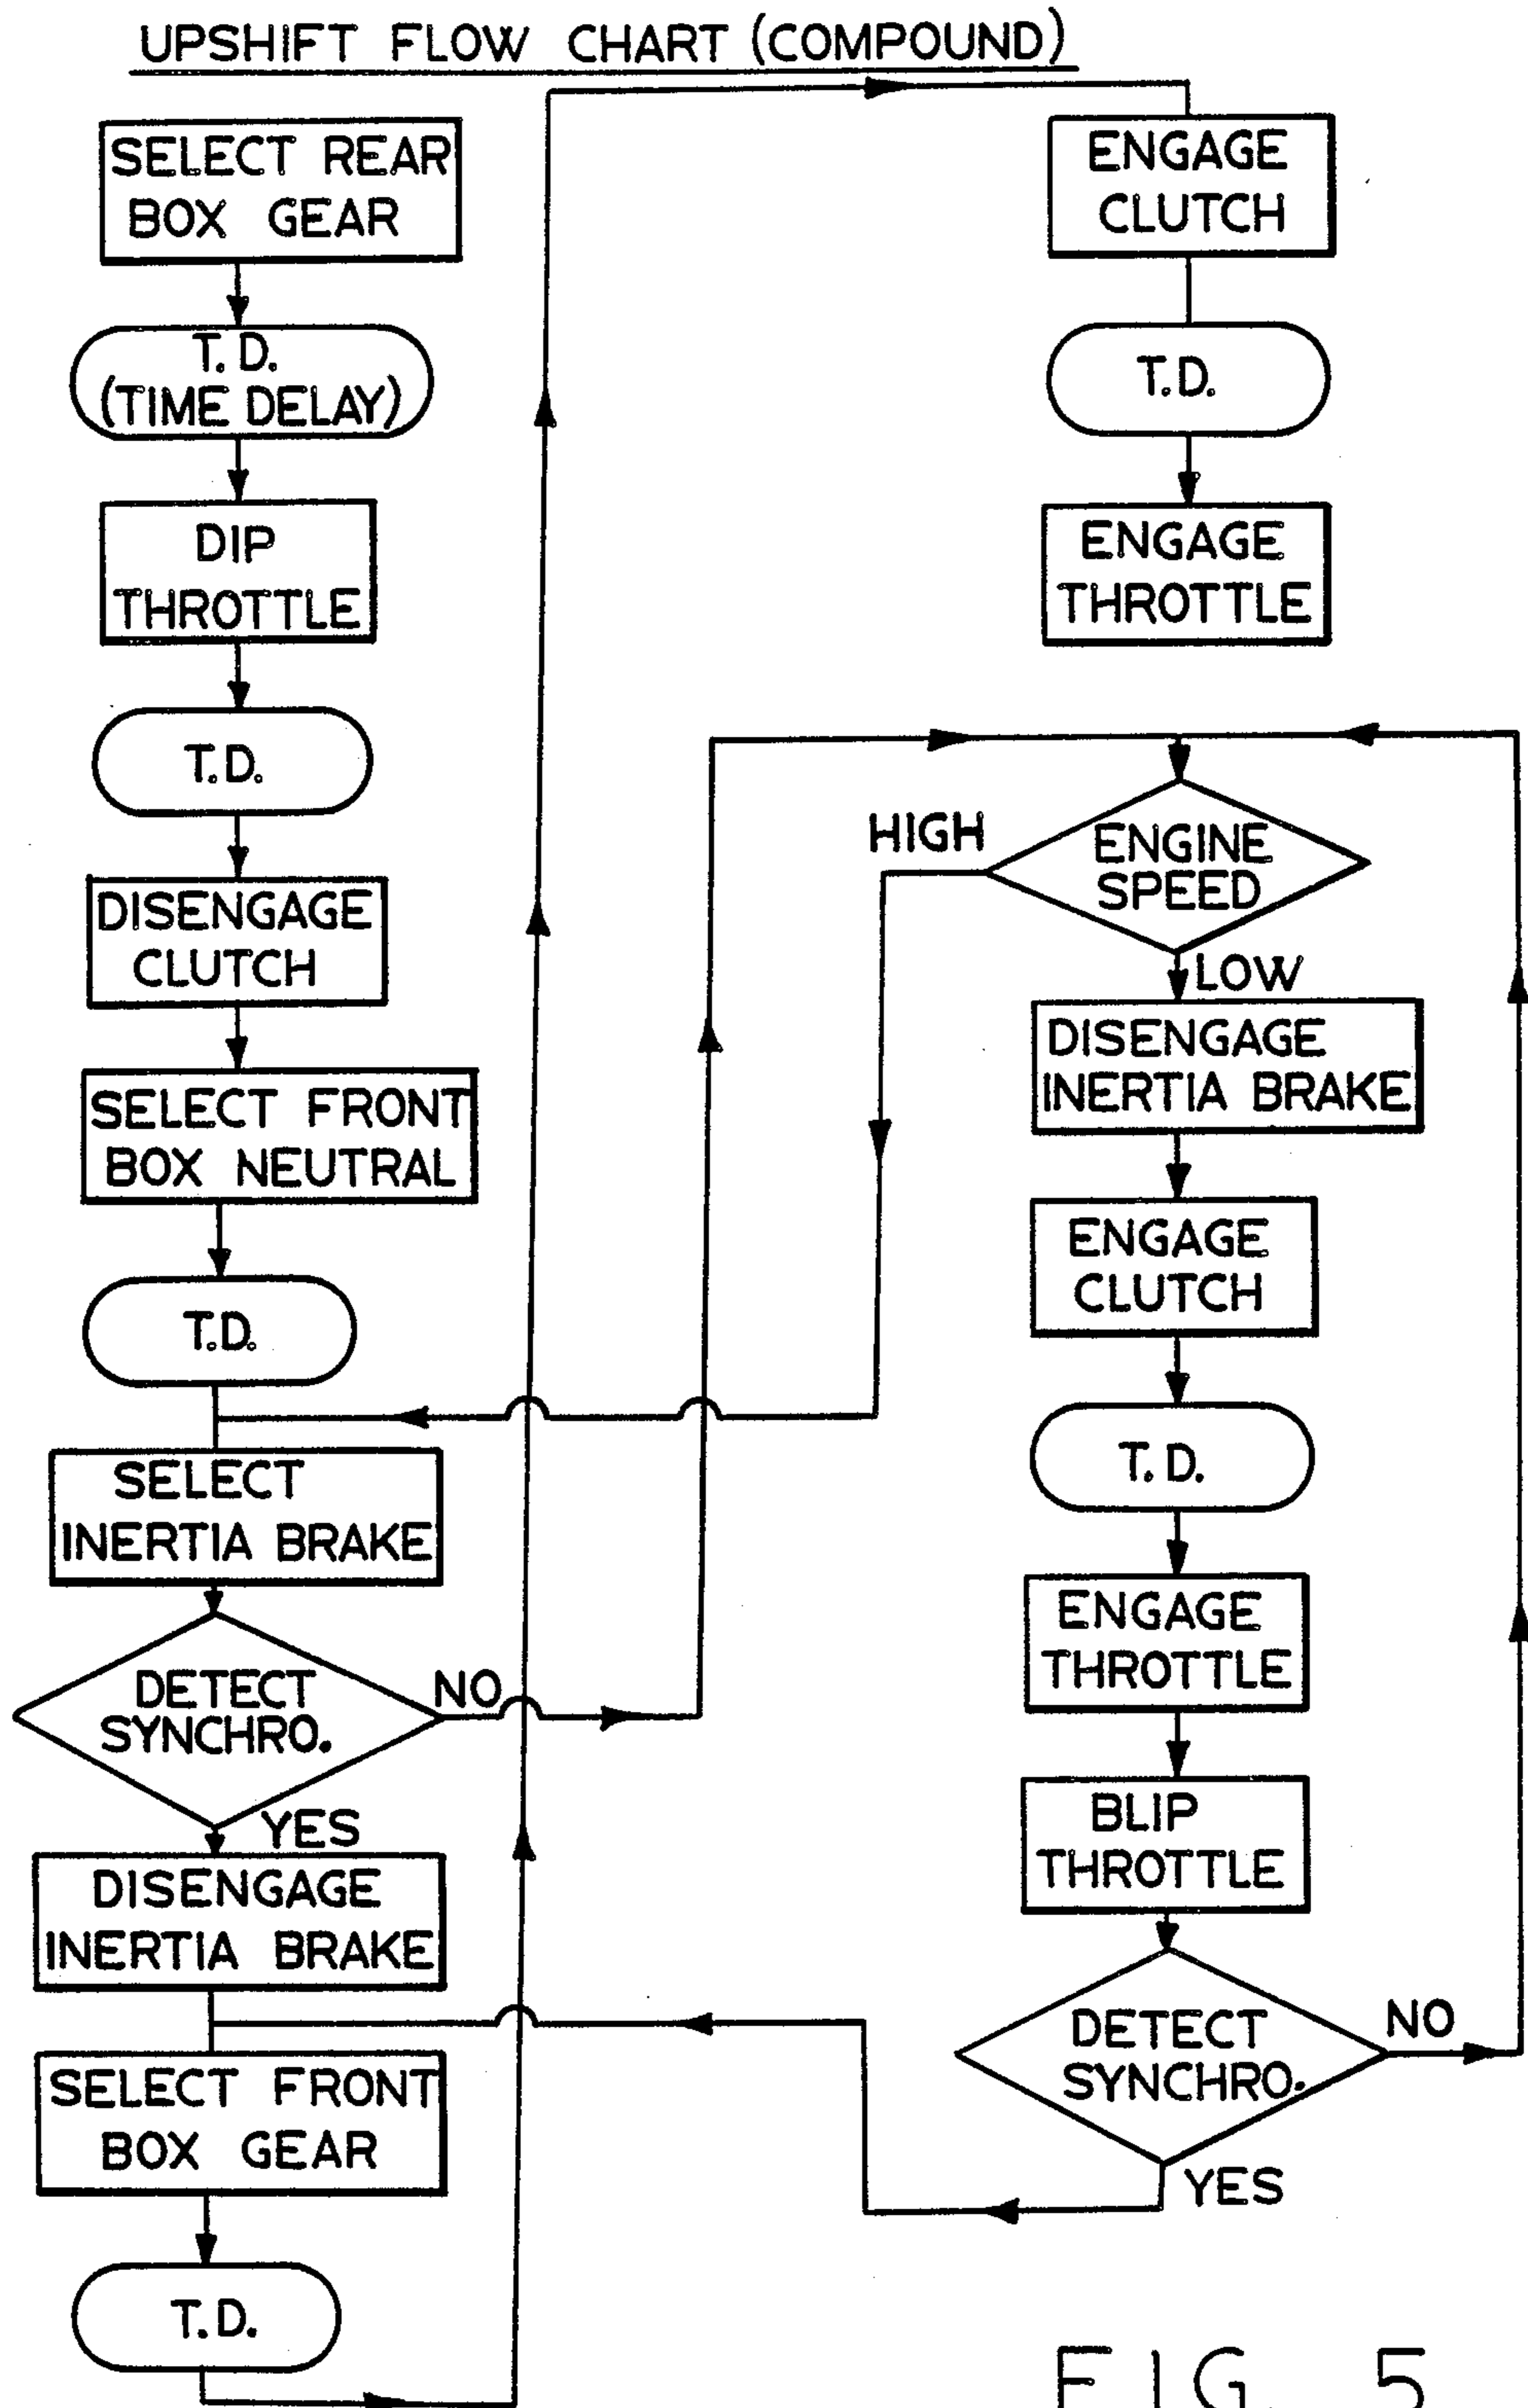 UPSHIFT FLOW CHART (COMPOUND)
SELECT REAR
BOX GEAR
T.D.
(TIME DELAY)
DIP
THROTTLE
T.D.
DISENGAGE
CLUTCH
SELECT FRONT
BOX NEUTRAL
T.D.
SELECT
INERTIA BRAKE
DETECT
SYNCHRO.
NO
YES
DISENGAGE
INERTIA BRAKE
SELECT FRONT
BOX GEAR
T.D.
ENGAGE
CLUTCH
T.D.
ENGAGE
THROTTLE
HIGH
ENGINE
SPEED
LOW
DISENGAGE
INERTIA BRAKE
ENGAGE
CLUTCH
T.D.
ENGAGE
THROTTLE
BLIP
THROTTLE
DETECT
SYNCHRO.
NO
YES
FIG. 5